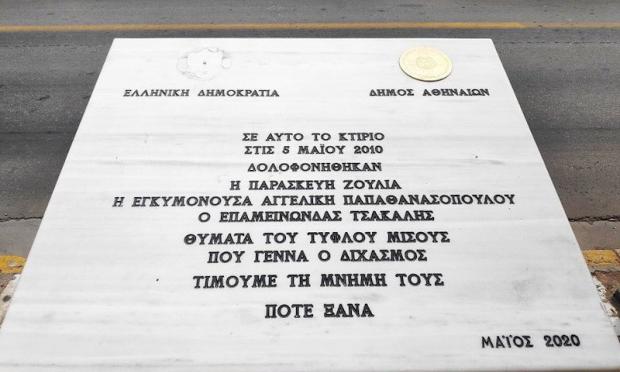 ΕΛΛΗΝΙΚΗ ΔΗΜΟΚΡΑΤΙΑ
ΔΗΜΟΣ ΑΘΗΝΑΙΩΝ
ΣΕ ΑΥΤΟ ΤΟ ΚΤΙΡΙΟ
ΣΤΙΣ 5 ΜΑΪΟΥ 2010
ΔΟΛΟΦΟΝΗΘΗΚΑΝ
Η ΠΑΡΑΣΚΕΥΗ ΖΟΥΛΙΑ
Η ΕΓΚΥΜΟΝΟΥΣΑ ΑΓΓΕΛΙΚΗ ΠΑΠΑΘΑΝΑΣΟΠΟΥΛΟΥ
Ο ΕΠΑΜΕΙΝΩΝΔΑΣ ΤΣΑΚΑΛΗΣ
ΘΥΜΑΤΑ ΤΟΥ ΤΥΦΛΟΥ ΜΙΣΟΥΣ
ΠΟΥ ΓΕΝΝΑ Ο ΔΙΧΑΣΜΟΣ
ΤΙΜΟΥΜΕ ΤΗ ΜΝΗΜΗ ΤΟΥΣ
ΠΟΤΕ ΞΑΝΑ
ΜΑΪΟΣ 2020